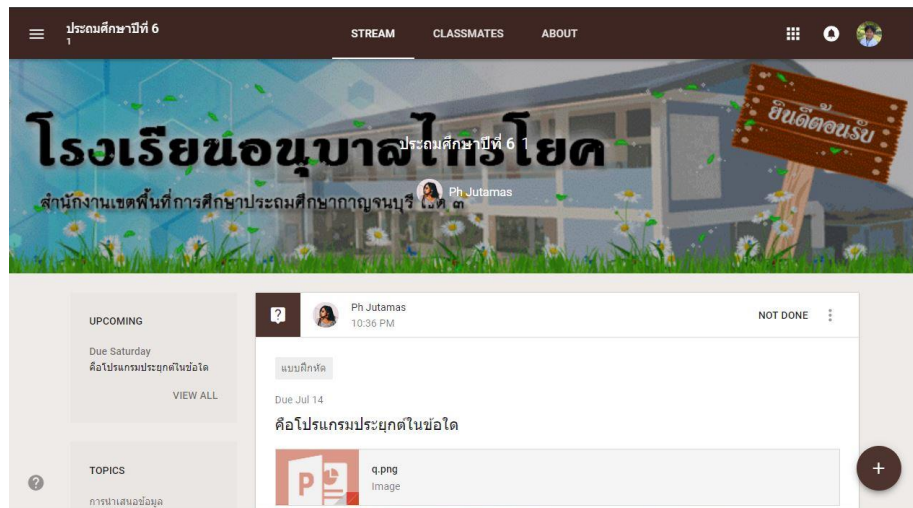 ประถมศึกษาปีที่ 6
1
STREAM
CLASSMATES
ABOUT
โรงเรียนอนุบาลไทรโยค
ยินดีต้อนรับ
ประถมศึกษาปีที่ 6 1
Ph Jutamas
สำนักงานเขตพื้นที่การศึกษาประถมศึกษากาญจนบุรี เขต ๓
UPCOMING
Due Saturday
คือโปรแกรมประยุกต์ในข้อใด
VIEW ALL
TOPICS
การนำเสนอข้อมูล
Ph Jutamas
10:36 PM
NOT DONE
แบบฝึกหัด
Due Jul 14
คือโปรแกรมประยุกต์ในข้อใด
P
q.png
Image